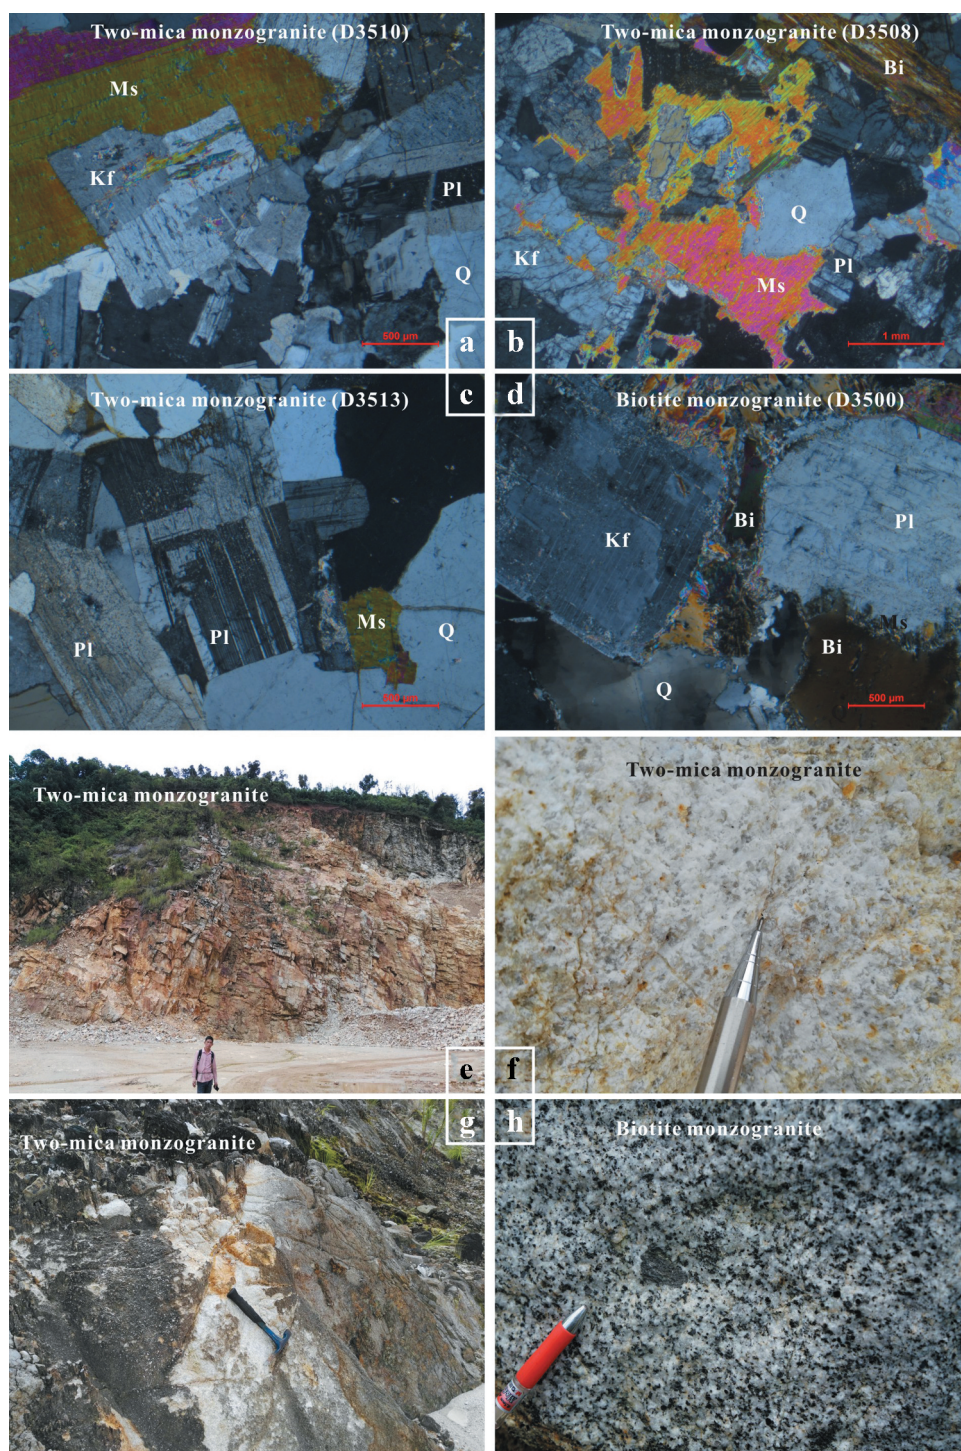 Two-mica monzogranite (D3510)
Ms
Kf
Pl
Q
500 μm
a
Two-mica monzogranite (D3508)
Bi
Q
Kf
Pl
Ms
1 mm
b
Two-mica monzogranite (D3513)
c
Ms
Q
Pl
Pl
500 μm
d
Biotite monzogranite (D3500)
Bi
Pl
Kf
Ms
Bi
Q
500 μm
Two-mica monzogranite
e
Two-mica monzogranite
f
Two-mica monzogranite
g
h
Biotite monzogranite